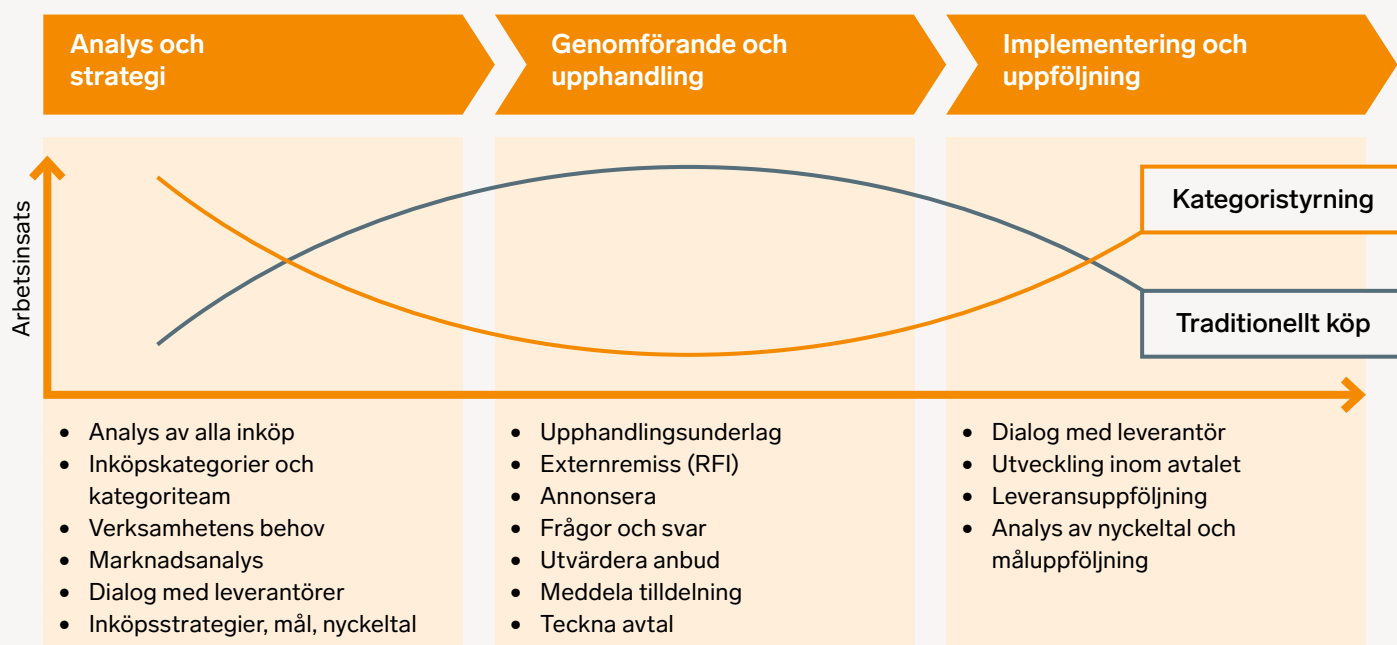 Analys och
strategi
Genomförande och
upphandling
Implementering och
uppföljning
Arbetsinsats
Kategoristyrning
Traditionellt köp
• Analys av alla inköp
• Inköpskategorier och
kategoriteam
• Verksamhetens behov
• Marknadsanalys
• Dialog med leverantörer
• Inköpsstrategier, mål, nyckeltal
• Upphandlingsunderlag
• Externremiss (RFI)
• Annonsera
• Frågor och svar
• Utvärdera anbud
• Meddela tilldelning
• Teckna avtal
• Dialog med leverantör
• Utveckling inom avtalet
• Leveransuppföljning
• Analys av nyckeltal och
måluppföljning